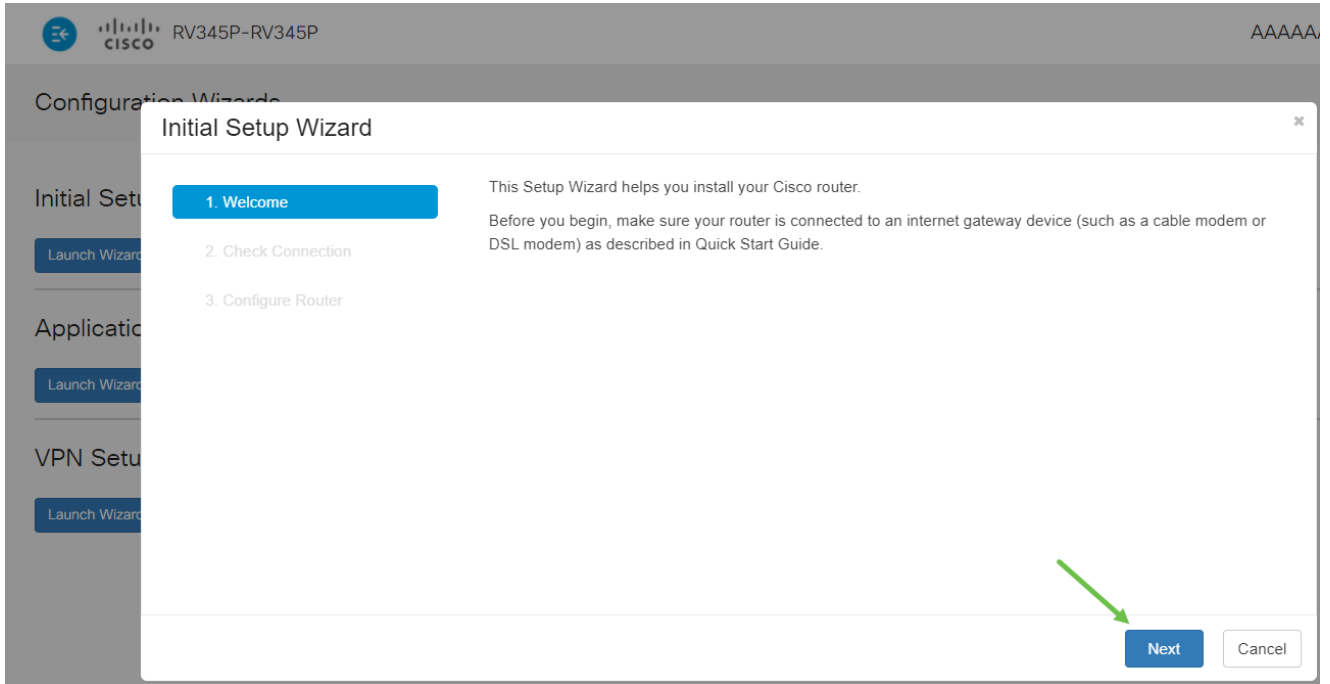 CISCO
RV345P-RV345P
AAAAAA
Configuration Wizards
Initial Setup Wizard
Initial Setu
1. Welcome
This Setup Wizard helps you install your Cisco router.
Before you begin, make sure your router is connected to an internet gateway device (such as a cable modem or
DSL modem) as described in Quick Start Guide.
Launch Wizard
2. Check Connection
3. Configure Router
Applicatio
Launch Wizard
VPN Setu
Launch Wizard
Next
Cancel